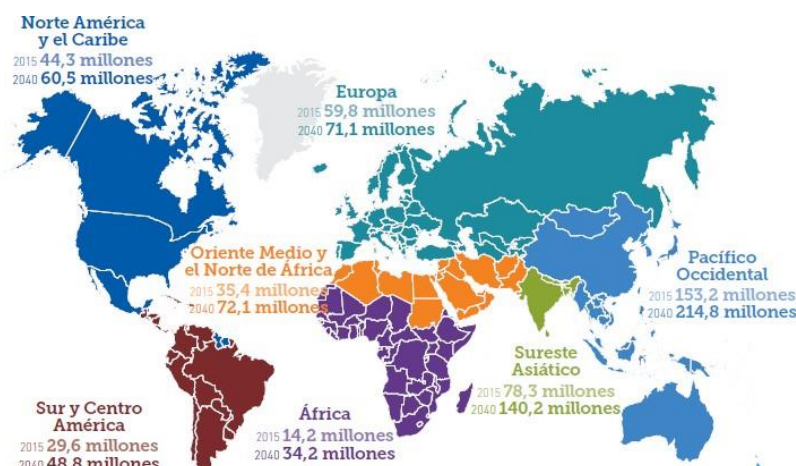 Norte América
y el Caribe
2015 44,3 millones
2040 60,5 millones
Europa
2015 59,8 millones
2040 71,1 millones
Oriente Medio y
el Norte de África
2015 35,4 millones
2040 72,1 millones
Pacífico
Occidental
2015 153,2 millones
2040 214,8 millones
Sureste
Asiático
2015 78,3 millones
2040 140,2 millones
Sur y Centro
América
2015 29,6 millones
2040 48,8 millones
África
2015 14,2 millones
2040 34,2 millones